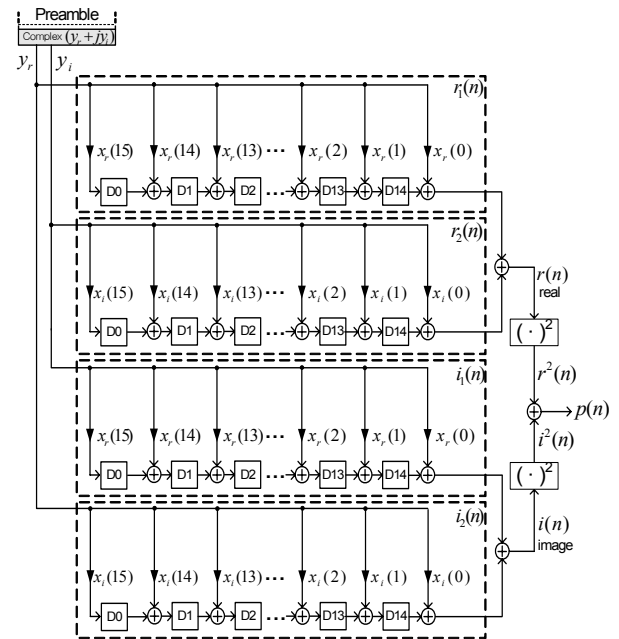 Preamble
Complex (y_r + jy_i)
y_r y_i
r_1(n)
x_r(15) x_r(14) x_r(13) ... x_r(2) x_r(1) x_r(0)
D0 + D1 + D2 ... + D13 + D14 +
r_2(n)
x_i(15) x_i(14) x_i(13) ... x_i(2) x_i(1) x_i(0)
D0 + D1 + D2 ... + D13 + D14 +
+
r(n)
real
(·)^2
r^2(n)
+ p(n)
i^2(n)
(·)^2
i(n)
image
+
i_1(n)
x_r(15) x_r(14) x_r(13) ... x_r(2) x_r(1) x_r(0)
D0 + D1 + D2 ... + D13 + D14 +
i_2(n)
x_i(15) x_i(14) x_i(13) ... x_i(2) x_i(1) x_i(0)
D0 + D1 + D2 ... + D13 + D14 +